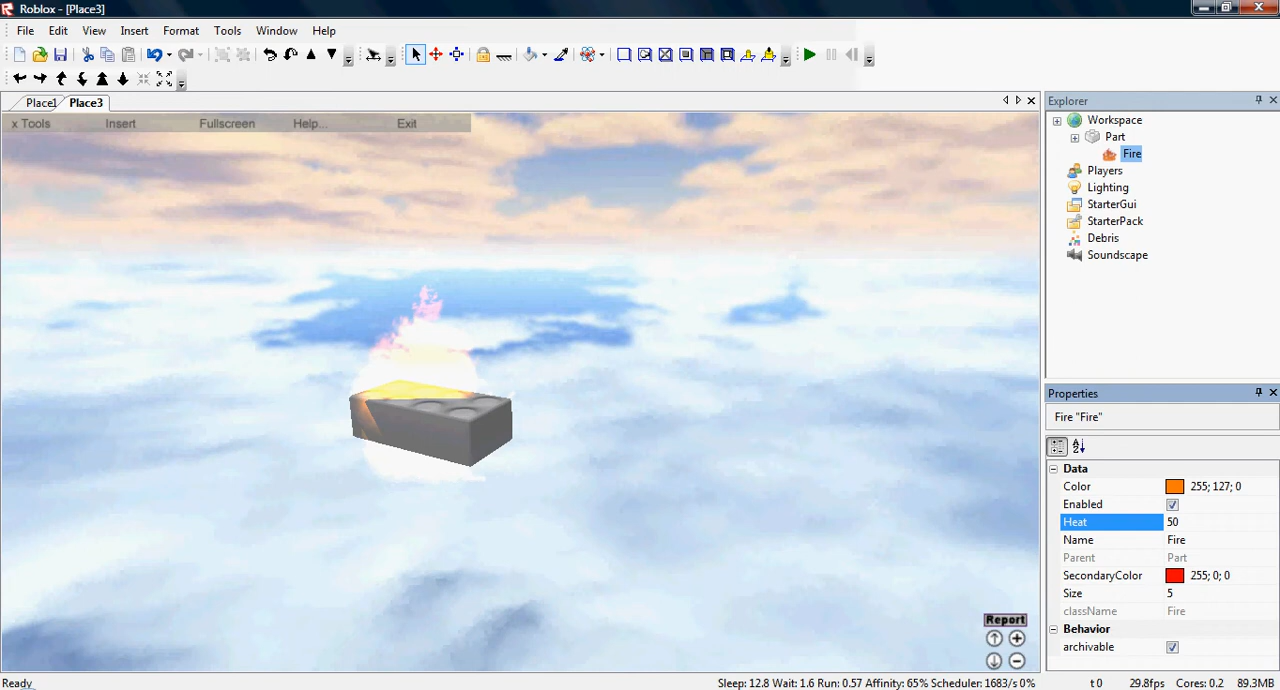 Roblox - [Place3]
File Edit View Insert Format Tools Window Help
Place1 Place3
x Tools Insert Fullscreen Help... Exit
Report
Explorer
Workspace
Part
Fire
Players
Lighting
StarterGui
StarterPack
Debris
Soundscape
Properties
Fire "Fire"
Data
Color 255; 127; 0
Enabled
Heat 50
Name Fire
Parent Part
SecondaryColor 255; 0; 0
Size 5
className Fire
Behavior
archivable
Ready Sleep: 12.8 Wait: 1.6 Run: 0.57 Affinity: 65% Scheduler: 1683/s 0% t 0 29.8fps Cores: 0.2 89.3MB